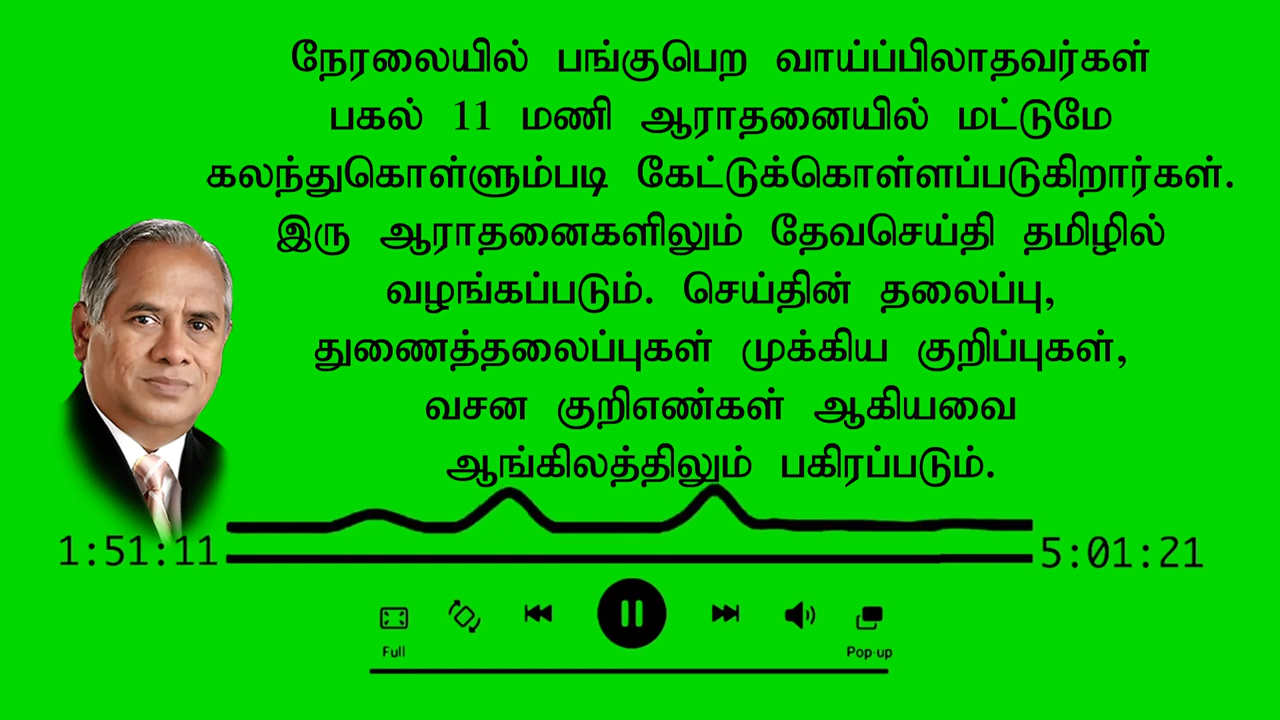 நேரலையில் பங்குபெற வாய்ப்பிலாதவர்கள்
பகல் 11 மணி ஆராதனையில் மட்டுமே
கலந்துகொள்ளும்படி கேட்டுக்கொள்ளப்படுகிறார்கள்.
இரு ஆராதனைகளிலும் தேவசெய்தி தமிழில்
வழங்கப்படும். செய்தின் தலைப்பு,
துணைத்தலைப்புகள் முக்கிய குறிப்புகள்,
வசன குறிஎண்கள் ஆகியவை
ஆங்கிலத்திலும் பகிரப்படும்.
1:51:11 5:01:21
Full Pop-up